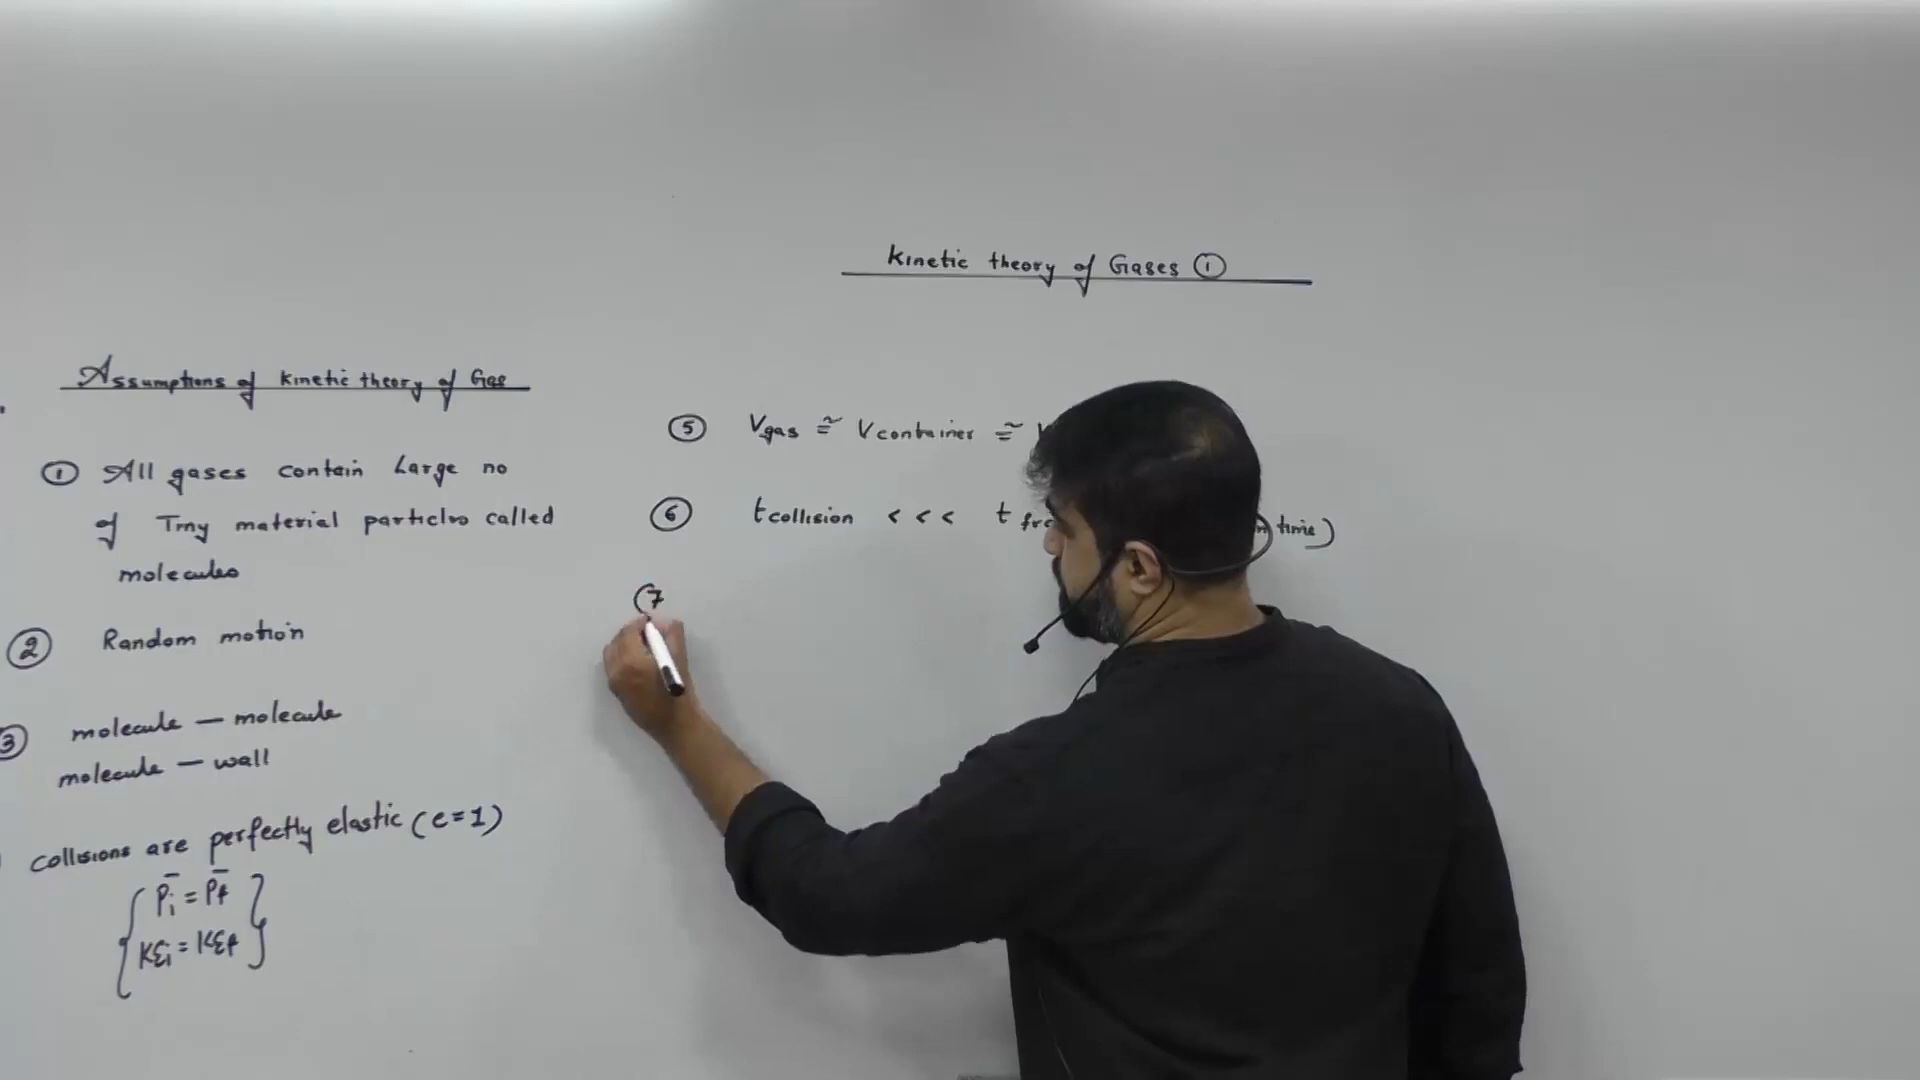 Kinetic theory of Gases ①
Assumptions of kinetic theory of Gas
① All gases contain Large no
of Tiny material particles called
molecules
② Random motion
③ molecule — molecule
molecule — wall
collisions are perfectly elastic (e=1)
P̅i = P̅f
KEi = KEf
⑤ Vgas ≅ Vcontainer ≅
⑥ tcollision <<< t time)
7